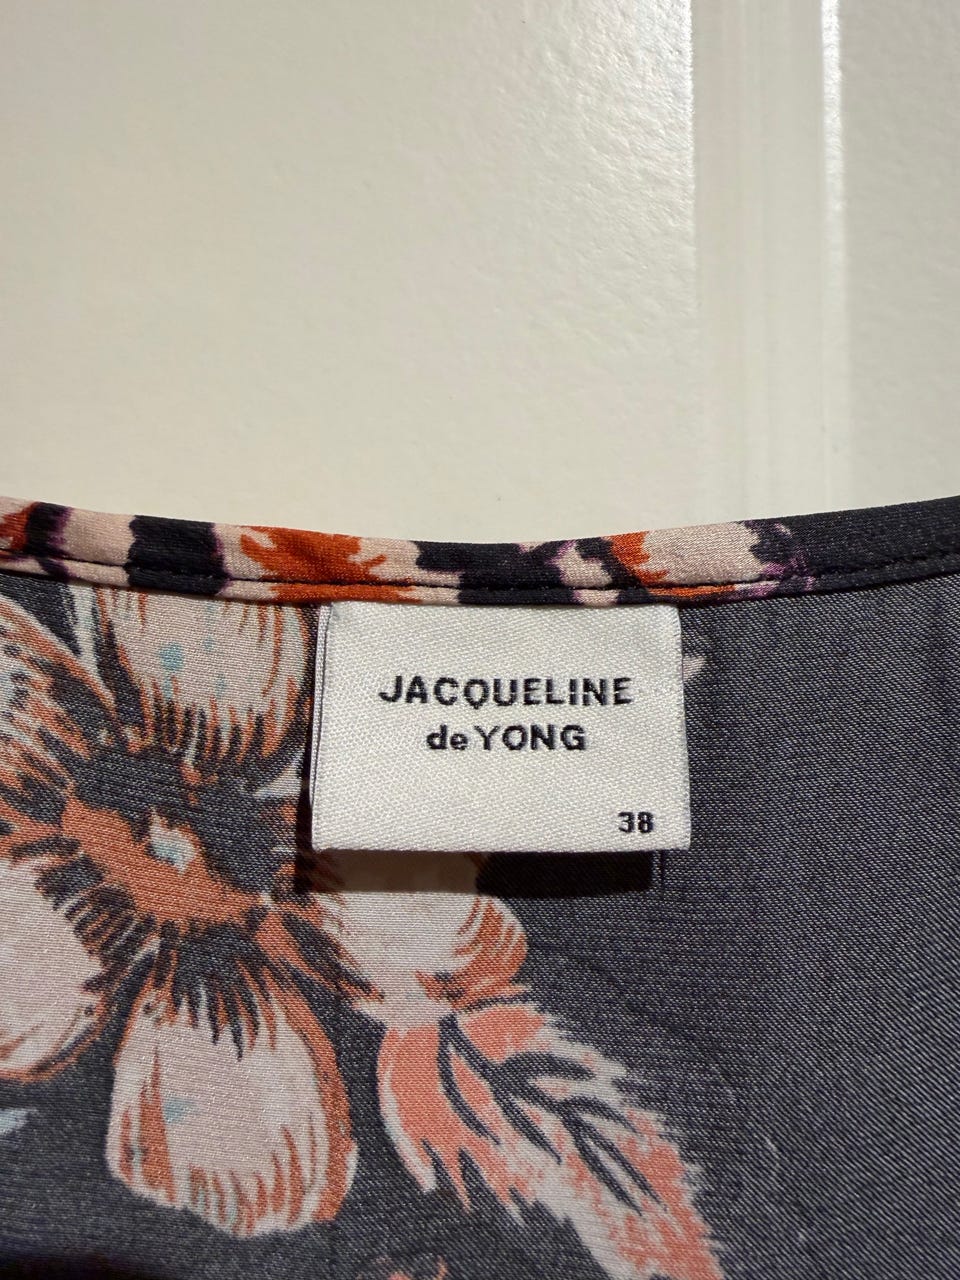 JACQUELINE
de YONG
38